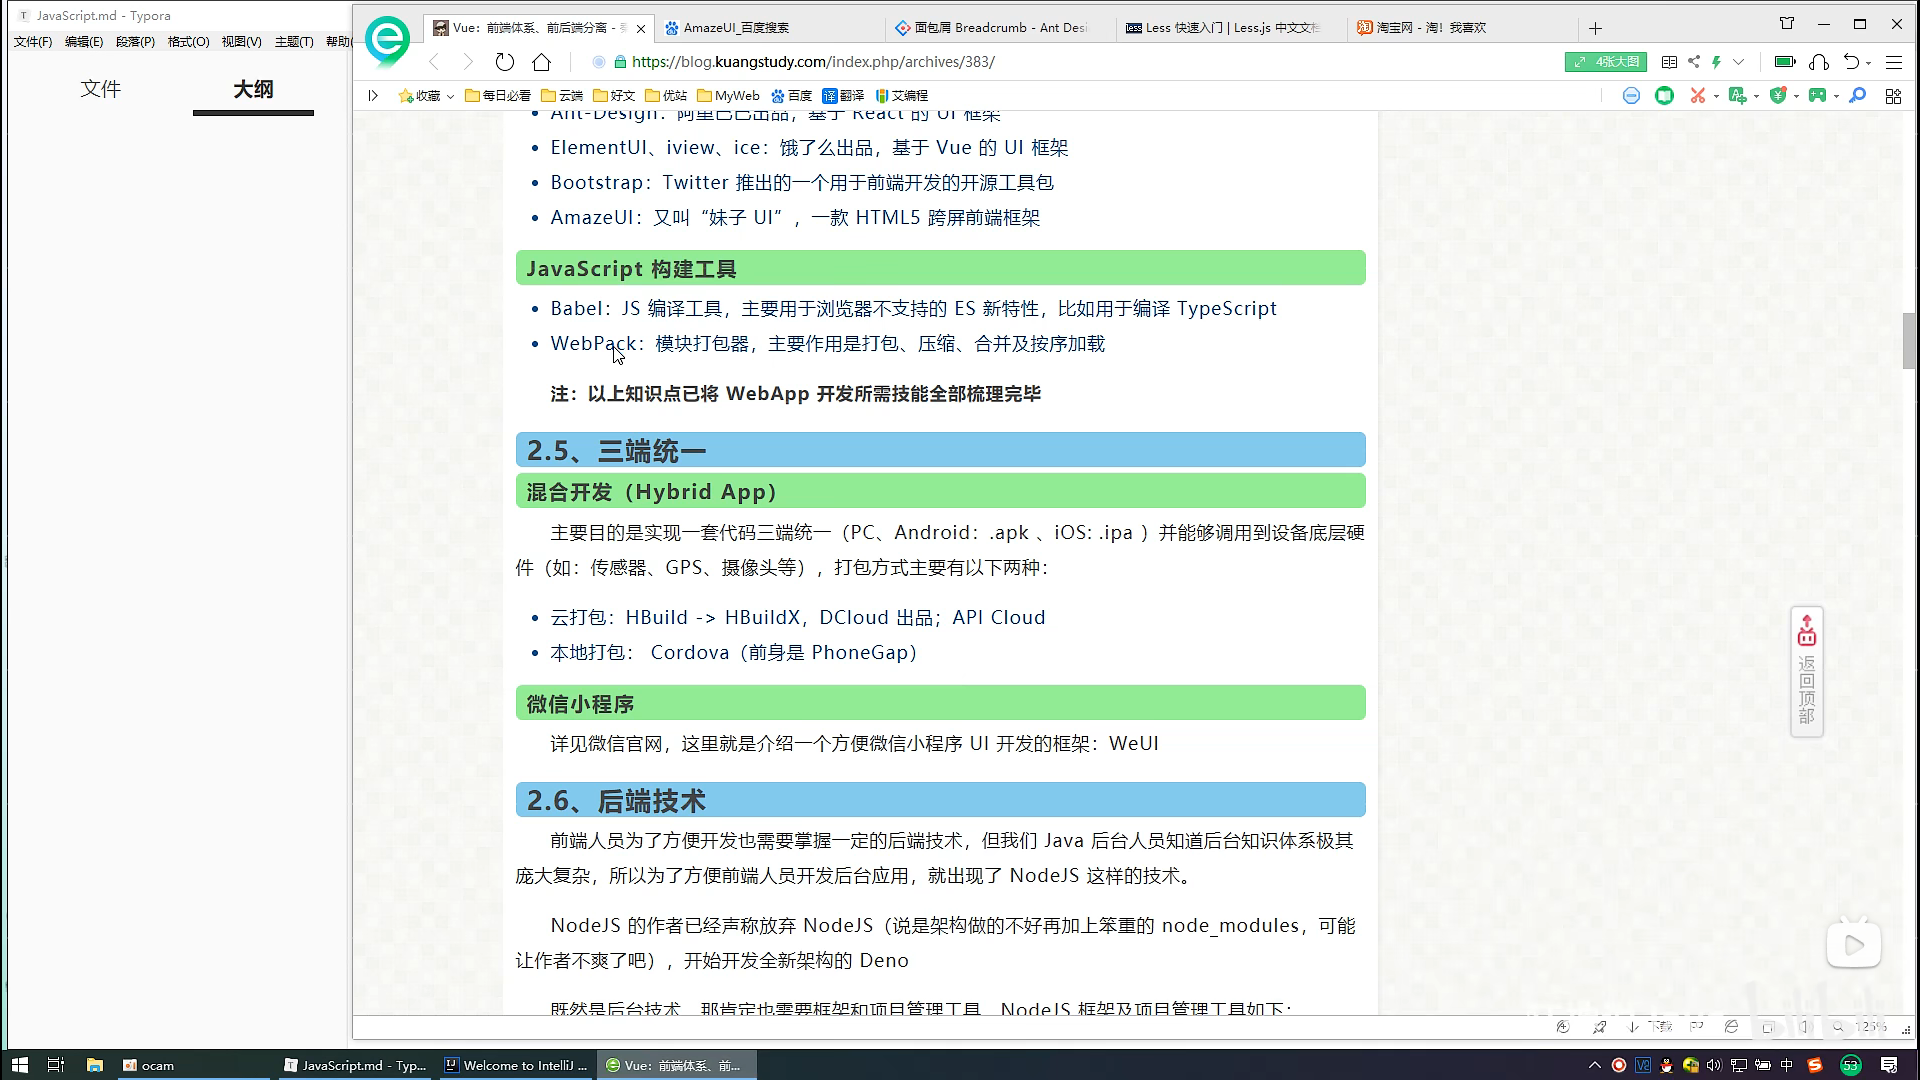 JavaScript.md - Typora
文件(F) 编辑(E) 段落(P) 格式(O) 视图(V) 主题(T) 帮助
文件 大纲
Vue：前端体系、前后端分离 -
AmazeUI_百度搜索
面包屑 Breadcrumb - Ant Desi
Less 快速入门 | Less.js 中文文档
淘宝网 - 淘！我喜欢
https://blog.kuangstudy.com/index.php/archives/383/
4张大图
收藏 每日必看 云端 好文 优站 MyWeb 百度 翻译 艾编程
Ant-Design：阿里巴巴出品，基于 React 的 UI 框架
ElementUI、iview、ice：饿了么出品，基于 Vue 的 UI 框架
Bootstrap：Twitter 推出的一个用于前端开发的开源工具包
AmazeUI：又叫“妹子 UI”，一款 HTML5 跨屏前端框架
JavaScript 构建工具
Babel：JS 编译工具，主要用于浏览器不支持的 ES 新特性，比如用于编译 TypeScript
WebPack：模块打包器，主要作用是打包、压缩、合并及按序加载
注：以上知识点已将 WebApp 开发所需技能全部梳理完毕
2.5、三端统一
混合开发（Hybrid App）
主要目的是实现一套代码三端统一（PC、Android：.apk 、iOS: .ipa ）并能够调用到设备底层硬
件（如：传感器、GPS、摄像头等），打包方式主要有以下两种：
云打包：HBuild -> HBuildX，DCloud 出品；API Cloud
本地打包： Cordova（前身是 PhoneGap）
微信小程序
详见微信官网，这里就是介绍一个方便微信小程序 UI 开发的框架：WeUI
2.6、后端技术
前端人员为了方便开发也需要掌握一定的后端技术，但我们 Java 后台人员知道后台知识体系极其
庞大复杂，所以为了方便前端人员开发后台应用，就出现了 NodeJS 这样的技术。
NodeJS 的作者已经声称放弃 NodeJS（说是架构做的不好再加上笨重的 node_modules，可能
让作者不爽了吧），开始开发全新架构的 Deno
既然是后台技术，那肯定也需要框架和项目管理工具，NodeJS 框架及项目管理工具如下：
返回顶部
下载
125%
ocam
JavaScript.md - Typ...
Welcome to IntelliJ ...
Vue：前端体系、前...
中
53